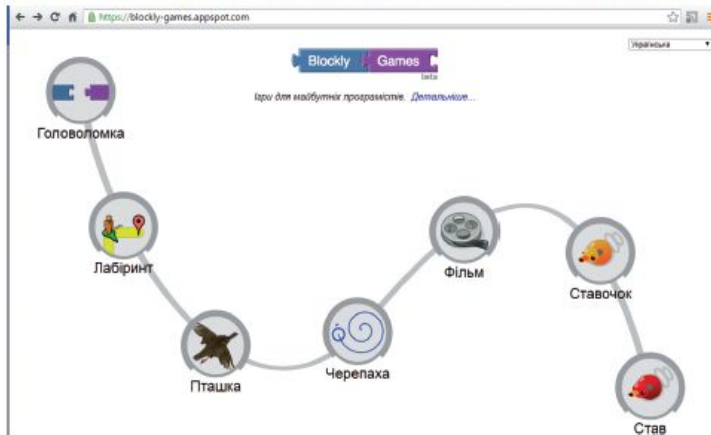 https://blockly-games.appspot.com
Українська
Blockly Games
beta
Ігри для майбутніх програмістів. Детальніше...
Головоломка
Лабіринт
Пташка
Черепаха
Фільм
Ставочок
Став